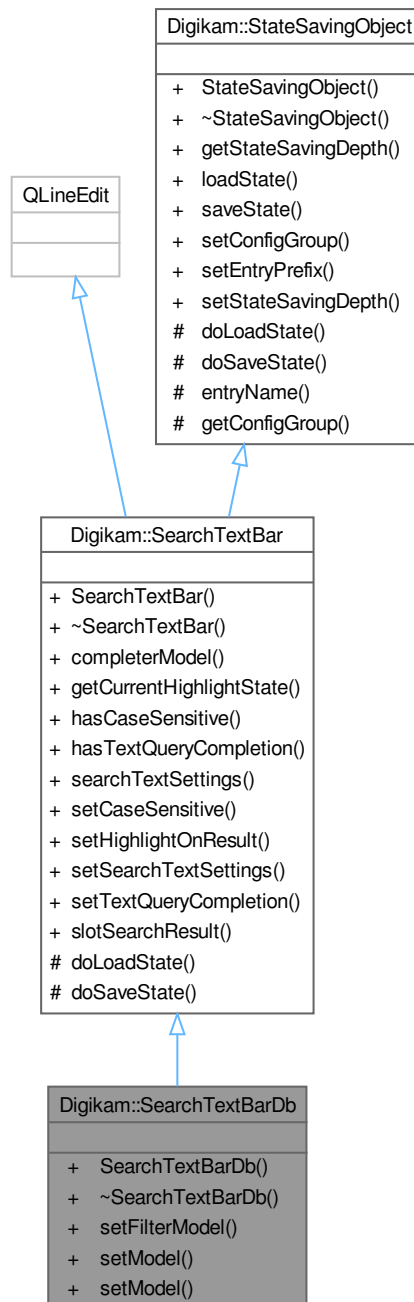 Digikam::StateSavingObject
+ StateSavingObject()
+ ~StateSavingObject()
+ getStateSavingDepth()
+ loadState()
+ saveState()
+ setConfigGroup()
+ setEntryPrefix()
+ setStateSavingDepth()
# doLoadState()
# doSaveState()
# entryName()
# getConfigGroup()
QLineEdit
Digikam::SearchTextBar
+ SearchTextBar()
+ ~SearchTextBar()
+ completerModel()
+ getCurrentHighlightState()
+ hasCaseSensitive()
+ hasTextQueryCompletion()
+ searchTextSettings()
+ setCaseSensitive()
+ setHighlightOnResult()
+ setSearchTextSettings()
+ setTextQueryCompletion()
+ slotSearchResult()
# doLoadState()
# doSaveState()
Digikam::SearchTextBarDb
+ SearchTextBarDb()
+ ~SearchTextBarDb()
+ setFilterModel()
+ setModel()
+ setModel()